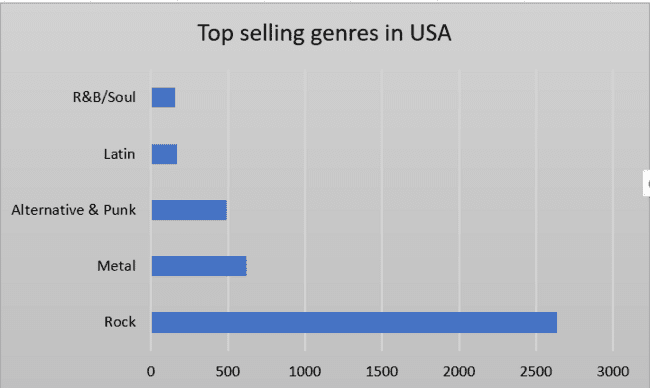 Top selling genres in USA
R&B/Soul
Latin
Alternative & Punk
Metal
Rock
0 500 1000 1500 2000 2500 3000